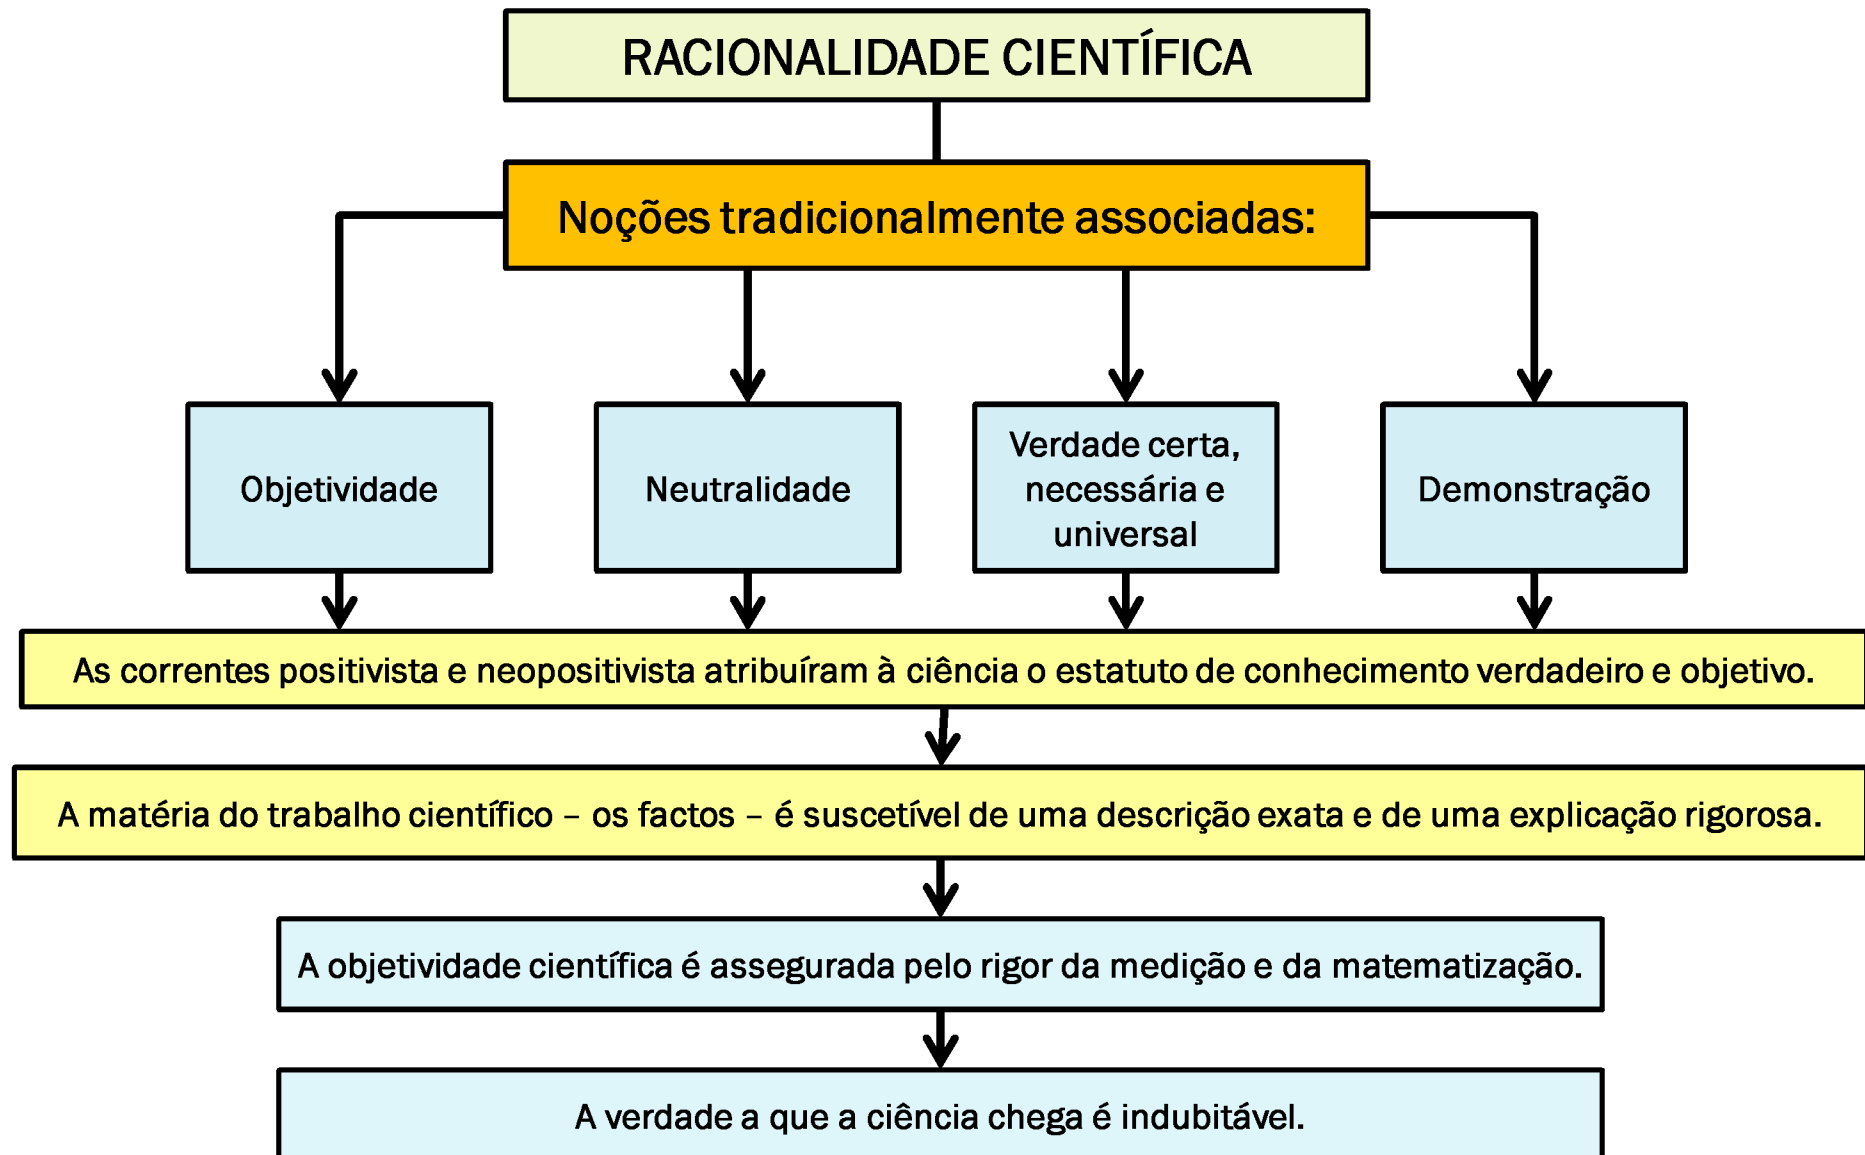 RACIONALIDADE CIENTÍFICA
Noções tradicionalmente associadas:
Objetividade
Neutralidade
Verdade certa,
necessária e
universal
Demonstração
As correntes positivista e neopositivista atribuíram à ciência o estatuto de conhecimento verdadeiro e objetivo.
A matéria do trabalho científico – os factos – é suscetível de uma descrição exata e de uma explicação rigorosa.
A objetividade científica é assegurada pelo rigor da medição e da matematização.
A verdade a que a ciência chega é indubitável.